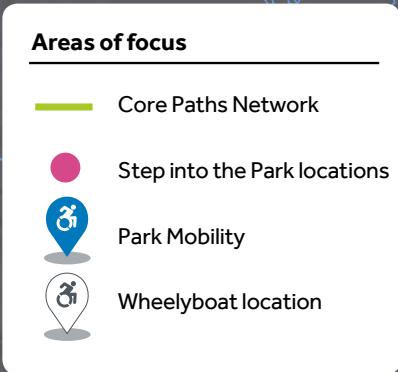 Areas of focus
Core Paths Network
Step into the Park locations
Park Mobility
Wheelyboat location